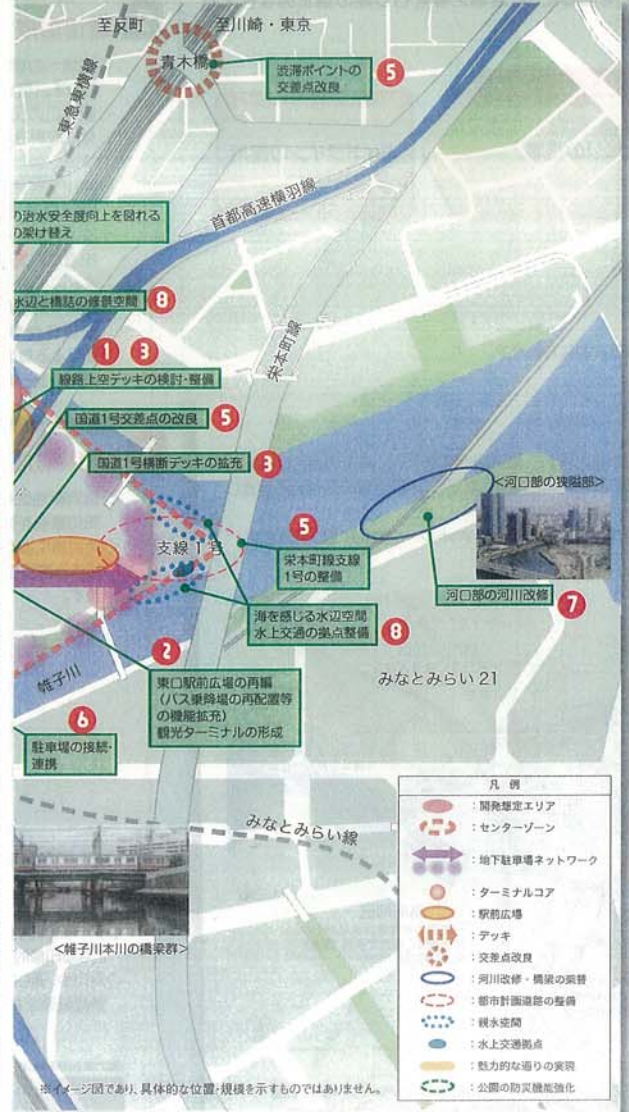 至反町
至川崎・東京
青木橋
東急東横線
渋滞ポイントの
交差点改良
5
首都高速横羽線
の治水安全度向上を図れる
の架け替え
水辺と橋詰の修景空間
8
栄本町線
1 3
線路上空デッキの検討・整備
国道1号交差点の改良
5
国道1号横断デッキの拡充
3
<河口部の狭隘部>
支線1号
5
栄本町線支線
1号の整備
河口部の河川改修
7
海を感じる水辺空間
水上交通の拠点整備
8
帷子川
2
東口駅前広場の再編
(バス乗降場の再配置等
の機能拡充)
観光ターミナルの形成
みなとみらい21
6
駐車場の接続・
連携
みなとみらい線
<帷子川本川の橋梁群>
凡例
:開発想定エリア
:センターゾーン
:地下駐車場ネットワーク
:ターミナルコア
:駅前広場
:デッキ
:交差点改良
:河川改修・橋梁の架替
:都市計画道路の整備
:親水空間
:水上交通拠点
:魅力的な通りの実現
:公園の防災機能強化
※イメージ図であり、具体的な位置・規模を示すものではありません。